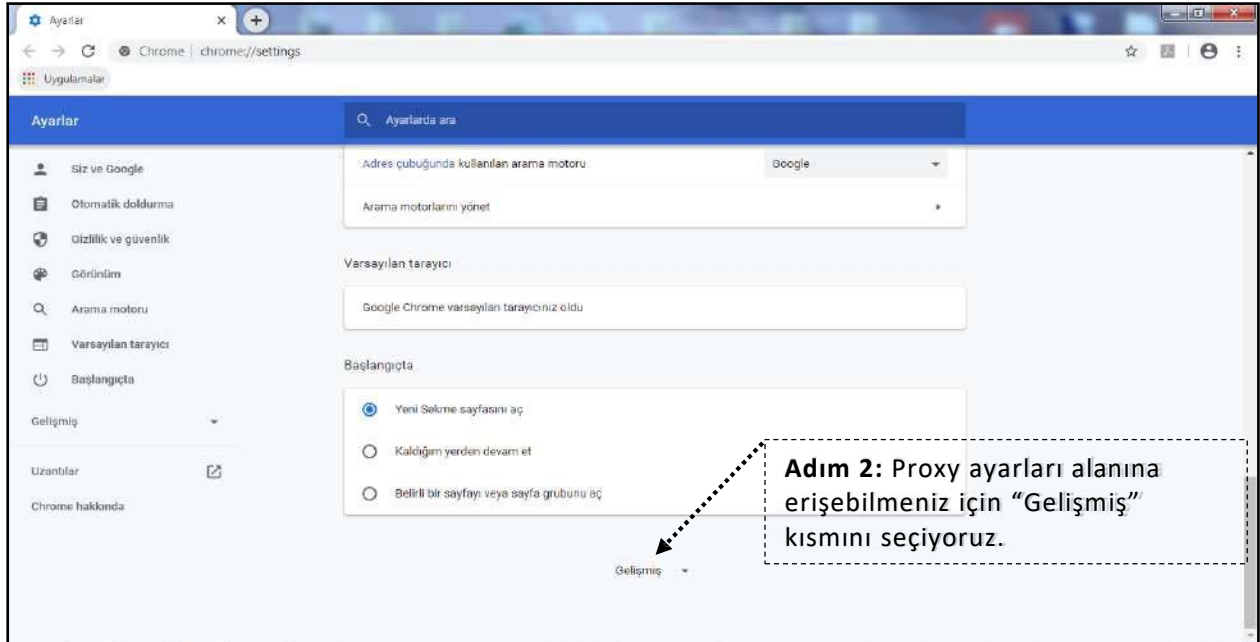 Ayarlar
Chrome | chrome://settings
Uygulamalar
Ayarlar
Ayarlarda ara
Siz ve Google
Otomatik doldurma
Gizlilik ve güvenlik
Görünüm
Arama motoru
Varsayılan tarayıcı
Başlangıçta
Gelişmiş
Uzantılar
Chrome hakkında
Adres çubuğunda kullanılan arama motoru
Google
Arama motorlarını yönet
Varsayılan tarayıcı
Google Chrome varsayılan tarayıcınız oldu
Başlangıçta
Yeni Sekme sayfasını aç
Kaldığım yerden devam et
Belirli bir sayfayı veya sayfa grubunu aç
Gelişmiş
Adım 2: Proxy ayarları alanına
erişebilmeniz için “Gelişmiş”
kısmını seçiyoruz.